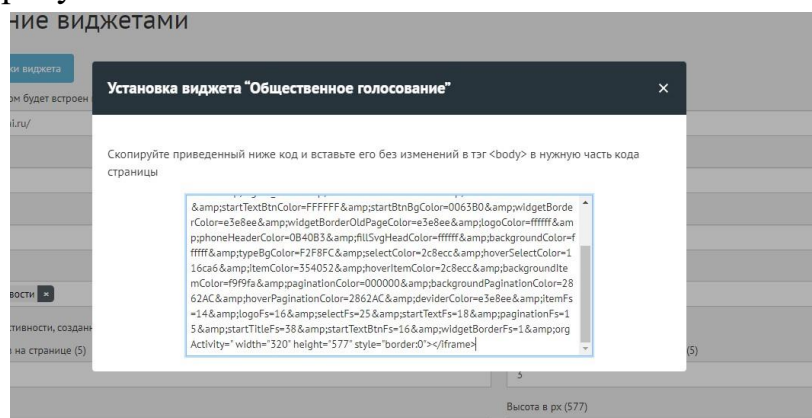 ние виджетами
ки виджета
Установка виджета “Общественное голосование” ×
ом будет встроен
ai.ru/
Скопируйте приведенный ниже код и вставьте его без изменений в тэг <body> в нужную часть кода
страницы
&amp;startTextBtnColor=FFFFFF&amp;startBtnBgColor=0063B0&amp;widgetBorde
rColor=e3e8ee&amp;widgetBorderOldPageColor=e3e8ee&amp;logoColor=ffffff&am
p;phoneHeaderColor=0B40B3&amp;fillSvgHeadColor=ffffff&amp;backgroundColor=f
fffff&amp;typeBgColor=F2F8FC&amp;selectColor=2c8ecc&amp;hoverSelectColor=1
16ca6&amp;itemColor=354052&amp;hoverItemColor=2c8ecc&amp;backgroundIte
mColor=f9f9fa&amp;paginationColor=000000&amp;backgroundPaginationColor=28
62AC&amp;hoverPaginationColor=2862AC&amp;deviderColor=e3e8ee&amp;itemFs
=14&amp;logoFs=16&amp;selectFs=25&amp;startTextFs=18&amp;paginationFs=1
5&amp;startTitleFs=38&amp;startTextBtnFs=16&amp;widgetBorderFs=1&amp;org
Activity=" width="320" height="577" style="border:0"></iframe>
вости ×
тивности, создан
на странице (5)
(5)
3
Высота в px (577)